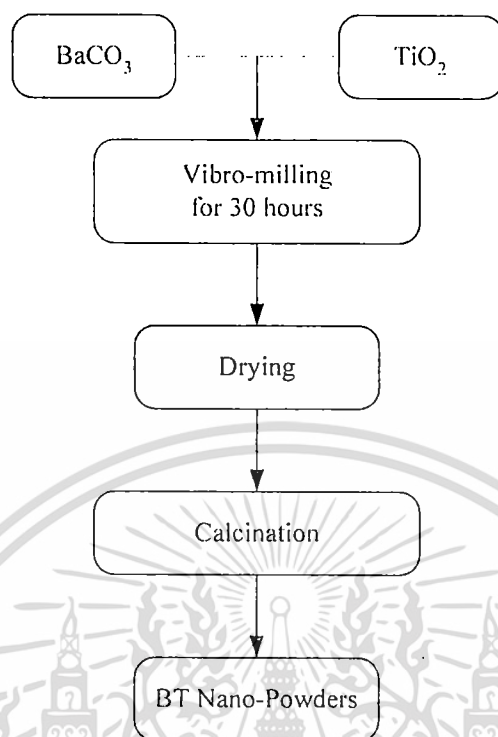 BaCO₃
TiO₂
Vibro-milling
for 30 hours
Drying
Calcination
BT Nano-Powders